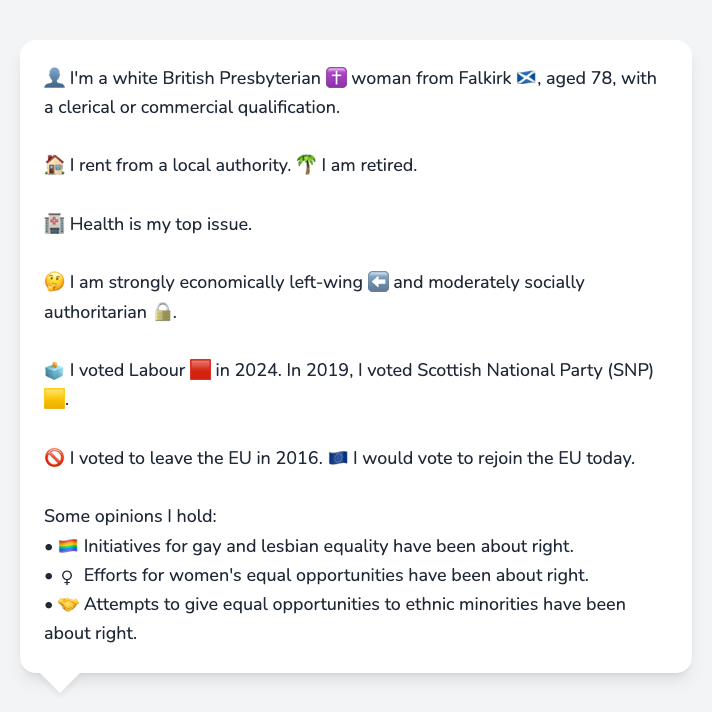 👤 I'm a white British Presbyterian ✝️ woman from Falkirk 🏴󠁧󠁢󠁳󠁣󠁴󠁿, aged 78, with
a clerical or commercial qualification.
🏠 I rent from a local authority. 🌴 I am retired.
🏥 Health is my top issue.
🤔 I am strongly economically left-wing ⬅️ and moderately socially
authoritarian 🔒.
🗳️ I voted Labour 🟥 in 2024. In 2019, I voted Scottish National Party (SNP)
🟨.
🚫 I voted to leave the EU in 2016. 🇪🇺 I would vote to rejoin the EU today.
Some opinions I hold:
• 🏳️‍🌈 Initiatives for gay and lesbian equality have been about right.
• ♀ Efforts for women's equal opportunities have been about right.
• 🤝 Attempts to give equal opportunities to ethnic minorities have been
about right.